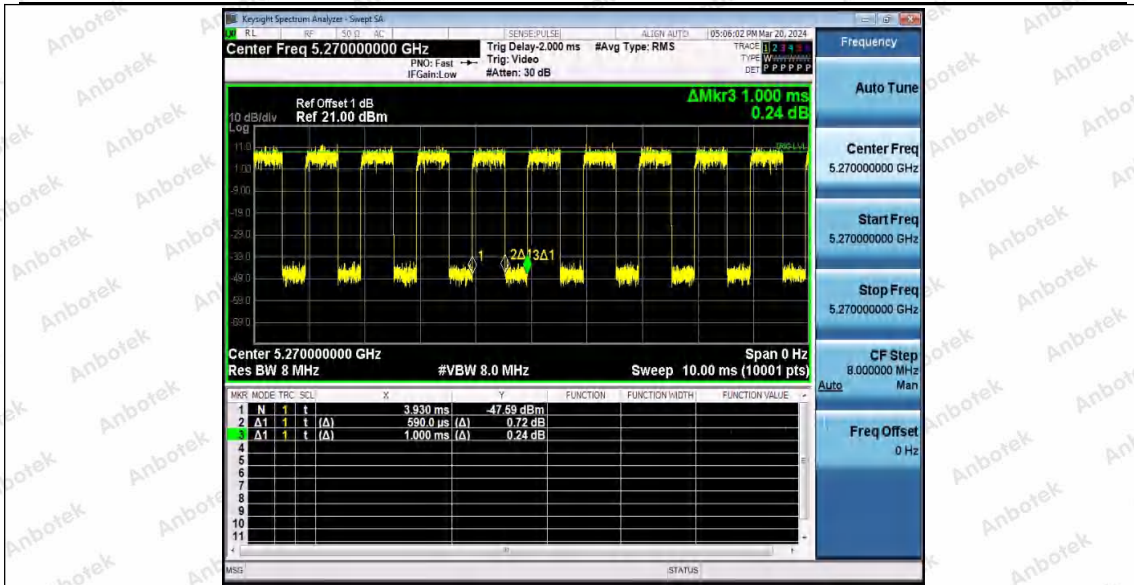 Keysight Spectrum Analyzer - Swept SA
RL RF 50 Ω AC SENSE:PULSE ALIGN AUTO 05:06:02 PM Mar 20, 2024
Center Freq 5.270000000 GHz
Trig Delay-2.000 ms #Avg Type: RMS
PNO: Fast Trig: Video
IFGain:Low #Atten: 30 dB
TRACE 1 2 3 4 5 6
TYPE W
DET P P P P P P
ΔMkr3 1.000 ms
0.24 dB
Ref Offset 1 dB
10 dB/div Ref 21.00 dBm
Log
11.0
TRIG LVL
1.00
-9.00
-19.0
-29.0
-39.0
-49.0
-59.0
-69.0
1 2Δ1 3Δ1
Center 5.270000000 GHz Span 0 Hz
Res BW 8 MHz #VBW 8.0 MHz Sweep 10.00 ms (10001 pts)
MKR MODE TRC SCL X Y FUNCTION FUNCTION WIDTH FUNCTION VALUE
1 N 1 t 3.930 ms -47.59 dBm
2 Δ1 1 t (Δ) 590.0 µs (Δ) 0.72 dB
3 Δ1 1 t (Δ) 1.000 ms (Δ) 0.24 dB
4
5
6
7
8
9
10
11
MSG STATUS
Frequency
Auto Tune
Center Freq
5.270000000 GHz
Start Freq
5.270000000 GHz
Stop Freq
5.270000000 GHz
CF Step
8.000000 MHz
Auto Man
Freq Offset
0 Hz
Anbotek